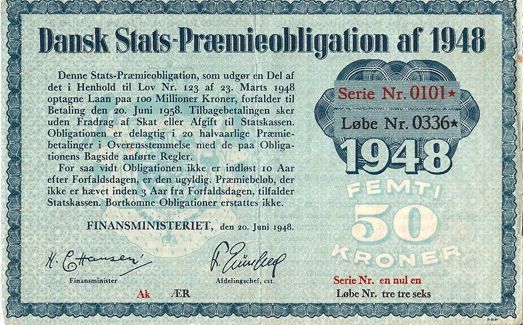 Dansk Stats-Præmieobligation af 1948
Denne Stats-Præmieobligation, som udgør en Del af
det i Henhold til Lov Nr. 123 af 23. Marts 1948
optagne Laan paa 100 Millioner Kroner, forfalder til
Betaling den 20. Juni 1958. Tilbagebetalingen sker
uden Fradrag af Skat eller Afgift til Statskassen.
Obligationen er delagtig i 20 halvaarlige Præmie-
betalinger i Overensstemmelse med de paa Obliga-
tionens Bagside anførte Regler.
For saa vidt Obligationen ikke er indløst 10 Aar
efter Forfaldsdagen, er den ugyldig. Præmiebeløb, der
ikke er hævet inden 3 Aar fra Forfaldsdagen, tilfalder
Statskassen. Bortkomne Obligationer erstattes ikke.
FINANSMINISTERIET, den 20. Juni 1948.
H. C. Hansen
Finansminister
Afdelingschef, cst.
Ak /ÆR
Serie Nr. 0101★
Løbe Nr. 0336★
1948
FEMTI
50
KRONER
Serie Nr. en nul en
Løbe Nr. tre tre seks